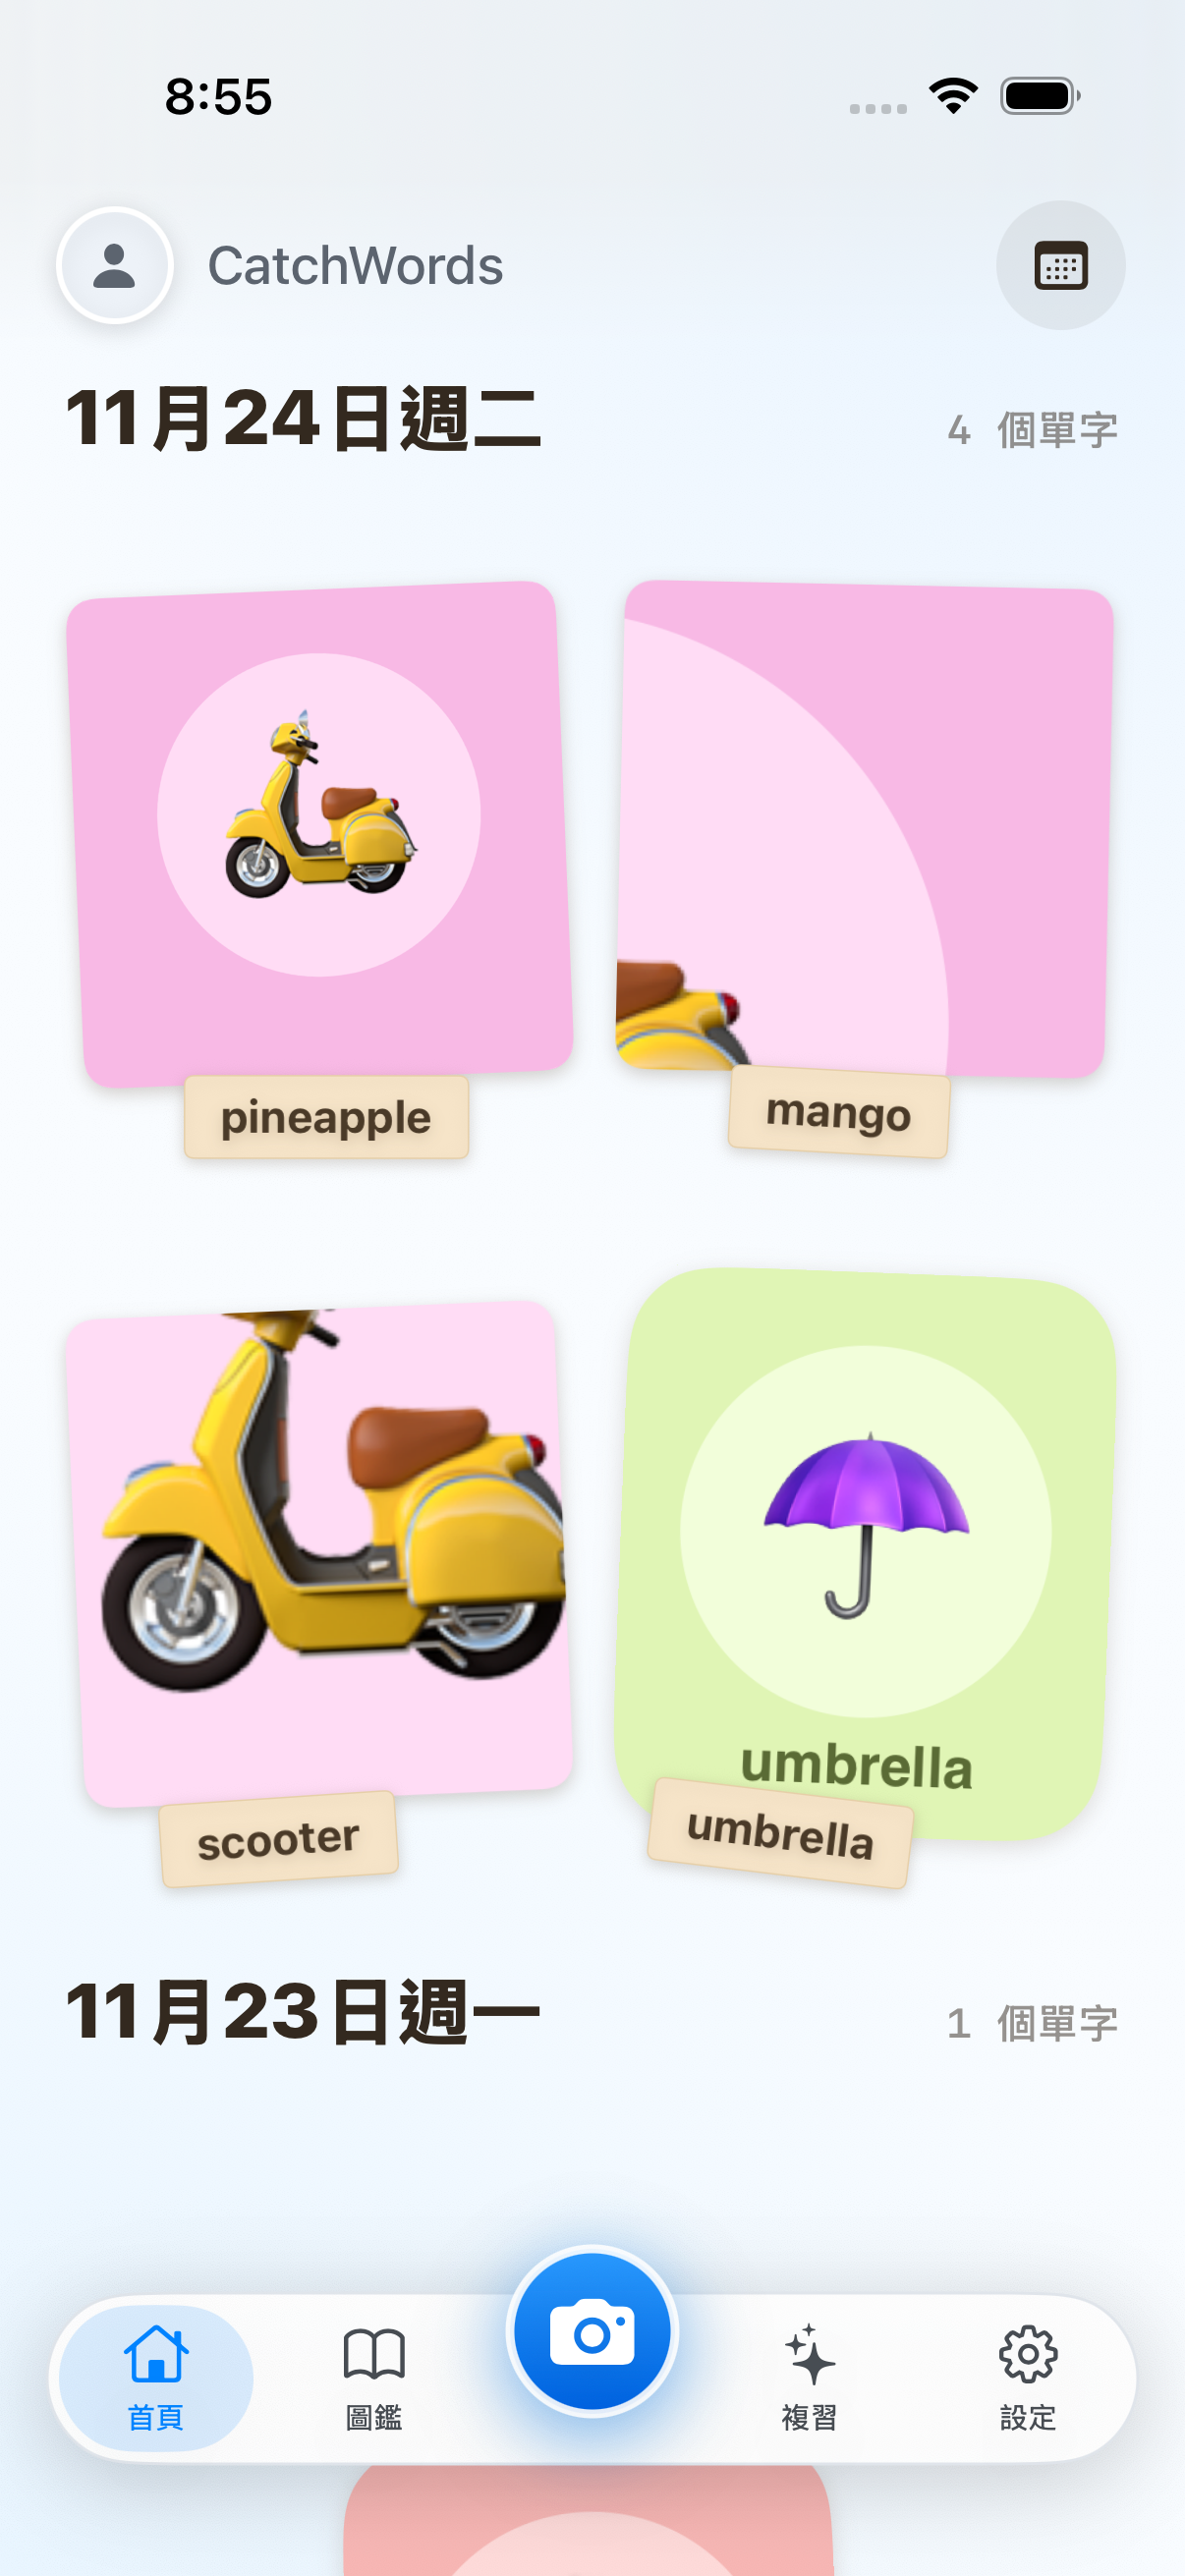 8:55
CatchWords
11月24日週二
4 個單字
pineapple
mango
scooter
umbrella
umbrella
11月23日週一
1 個單字
首頁
圖鑑
複習
設定